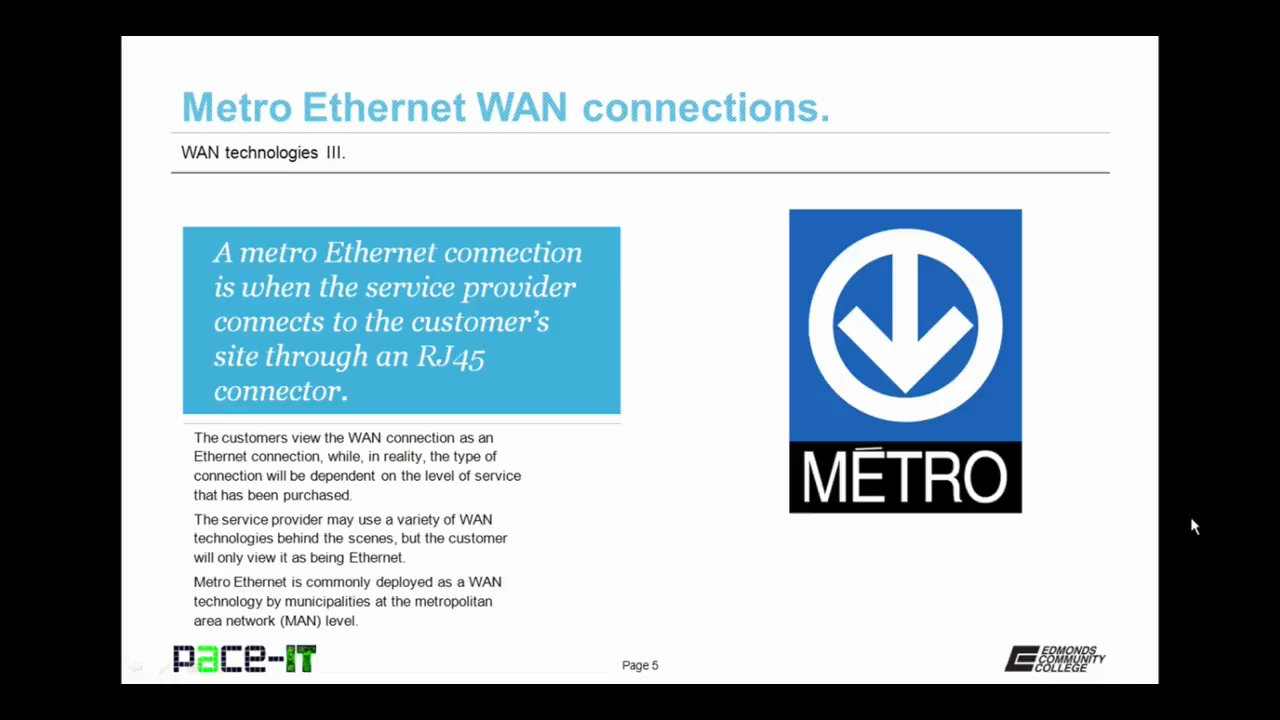 Metro Ethernet WAN connections.
WAN technologies III.
A metro Ethernet connection
is when the service provider
connects to the customer's
site through an RJ45
connector.
The customers view the WAN connection as an
Ethernet connection, while, in reality, the type of
connection will be dependent on the level of service
that has been purchased.
The service provider may use a variety of WAN
technologies behind the scenes, but the customer
will only view it as being Ethernet.
Metro Ethernet is commonly deployed as a WAN
technology by municipalities at the metropolitan
area network (MAN) level.
MÉTRO
pace-IT
Page 5
EDMONDS
COMMUNITY
COLLEGE